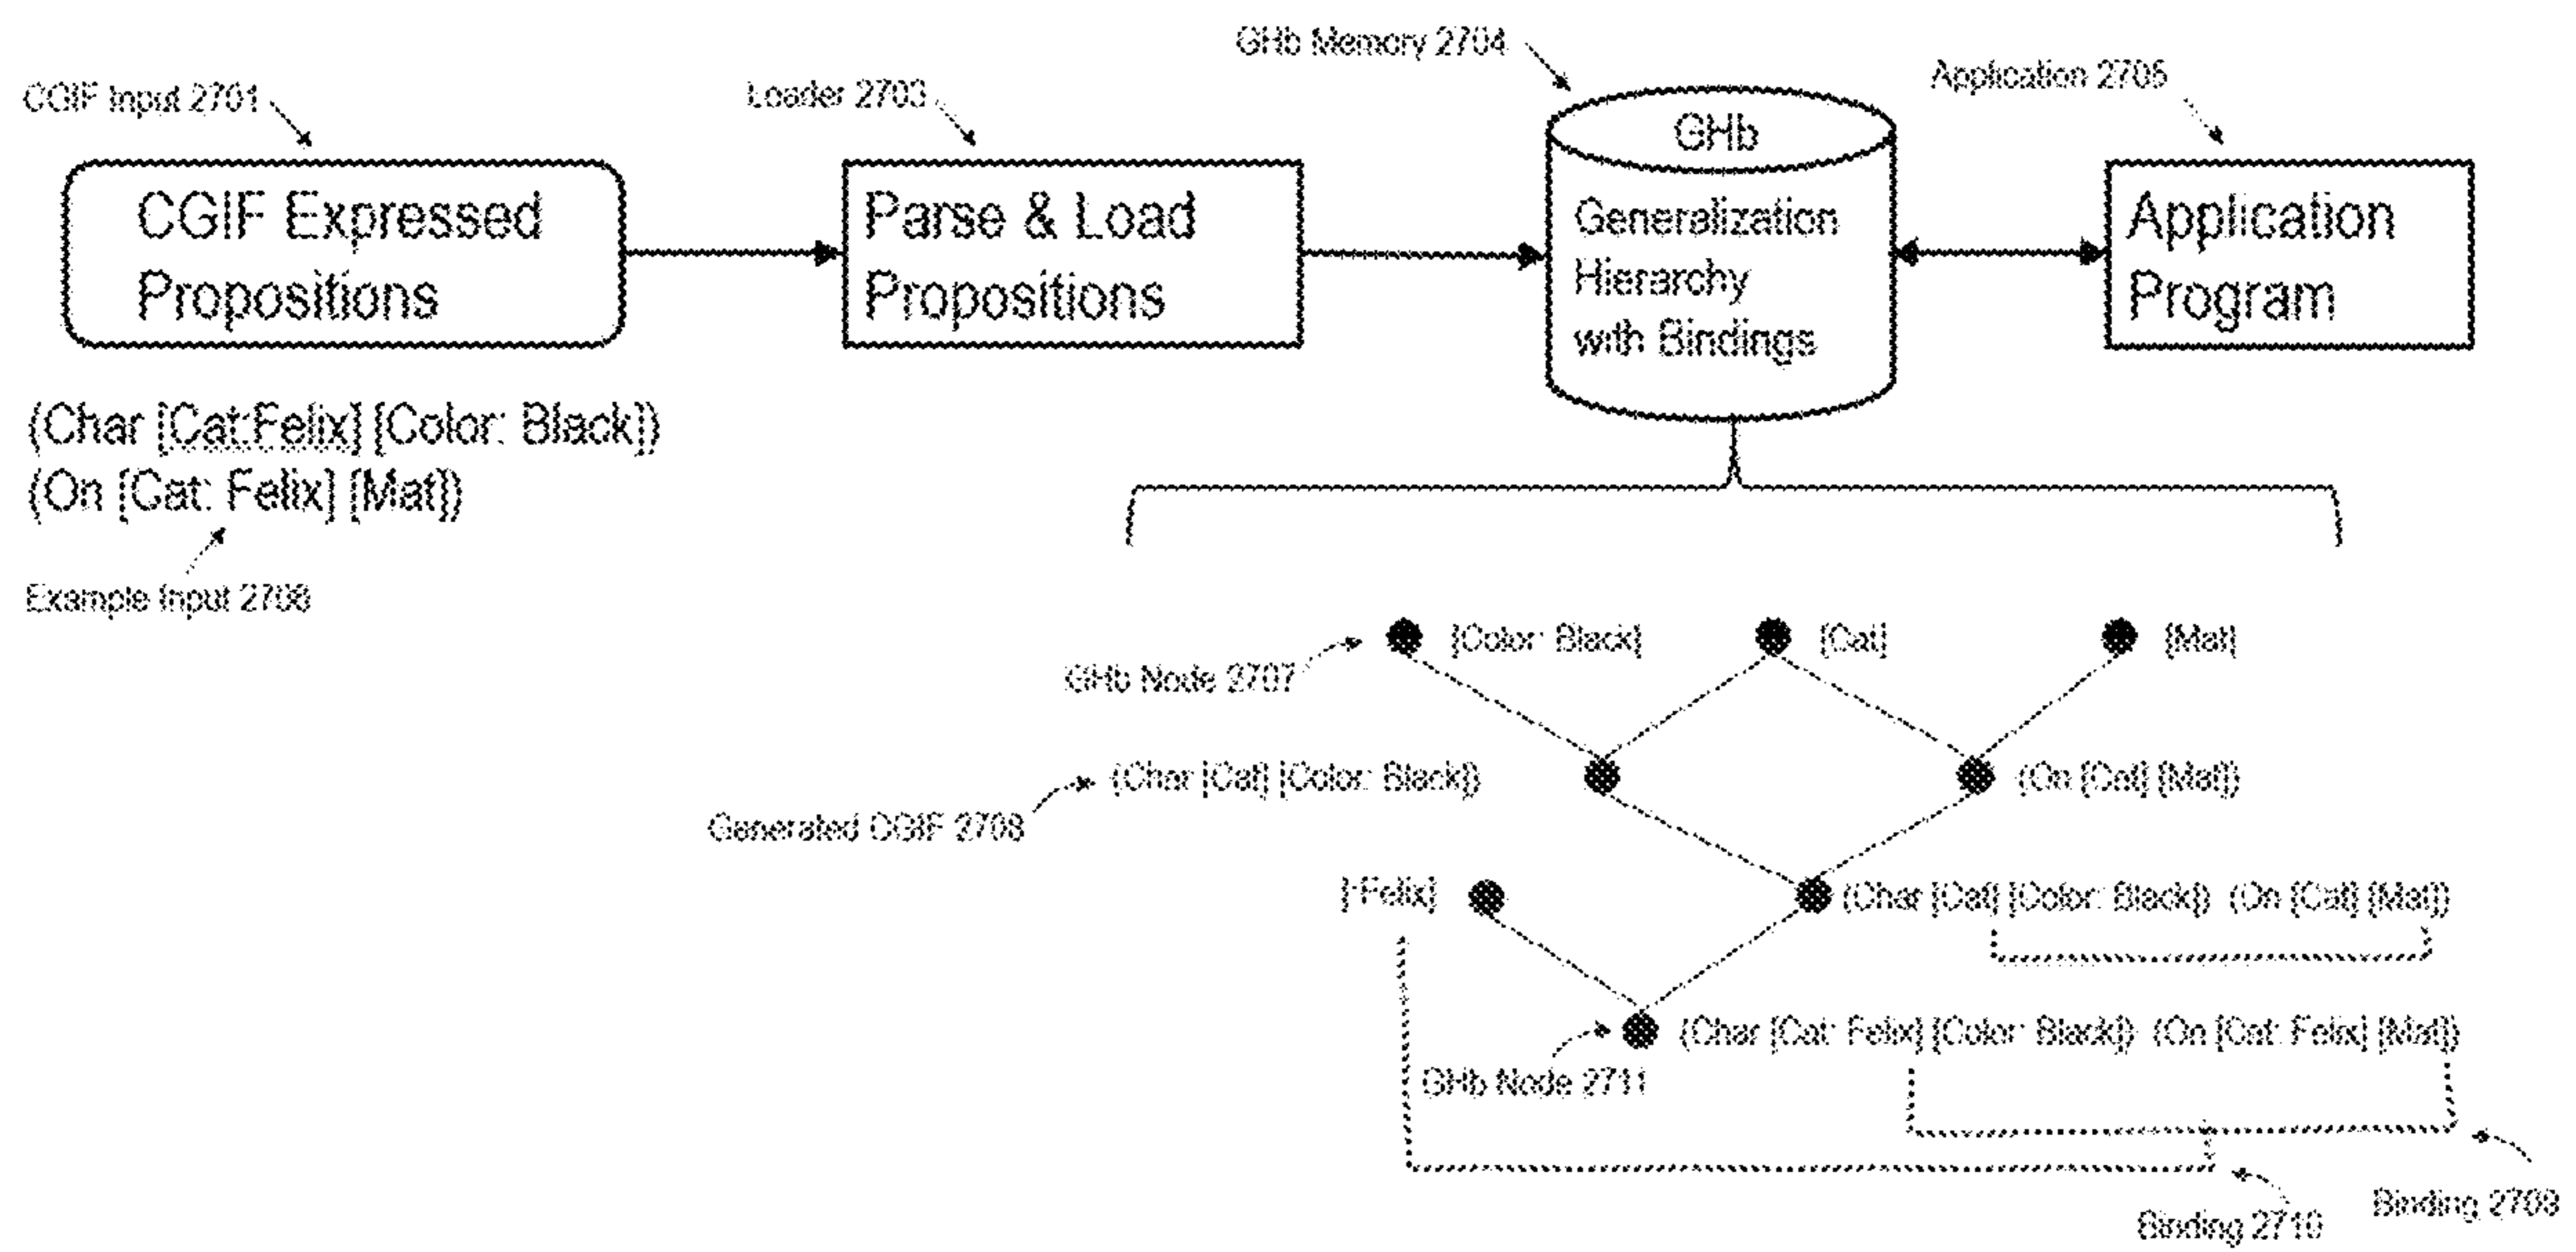 GHb Memory 2704
Application 2705
CGIF Input 2701
Loader 2703
GHb
CGIF Expressed
Propositions
Parse & Load
Propositions
Generalization
Hierarchy
with Bindings
Application
Program
(Char [Cat:Felix] [Color: Black])
(On [Cat: Felix] [Mat])
Example Input 2706
[Color: Black]
[Cat]
[Mat]
GHb Node 2707
(Char [Cat] [Color: Black])
(On [Cat] [Mat])
Generated CGIF 2708
[:Felix]
(Char [Cat] [Color: Black]) (On [Cat] [Mat])
(Char [Cat: Felix] [Color: Black]) (On [Cat: Felix] [Mat])
GHb Node 2711
Binding 2709
Binding 2710